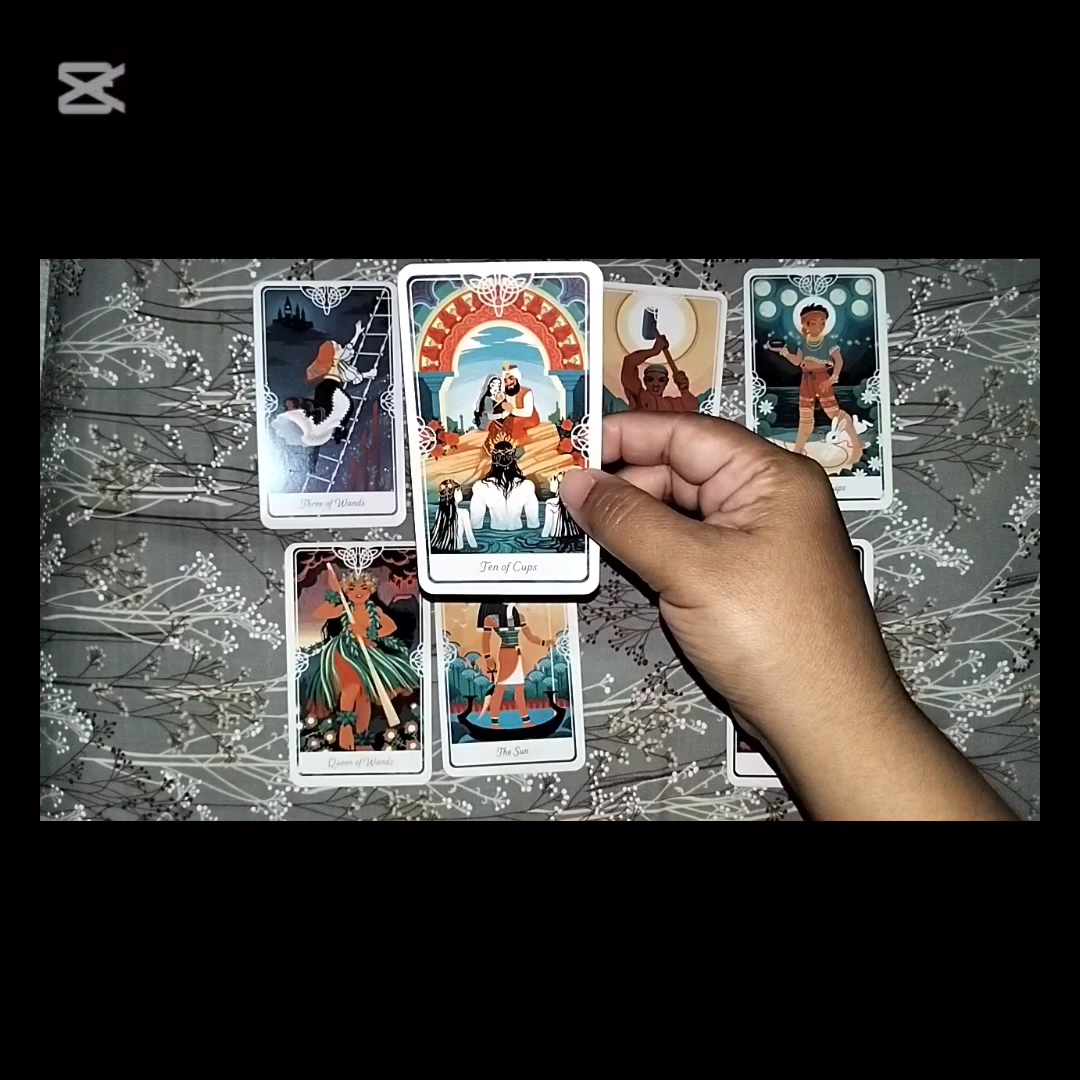 Three of Wands
Ten of Cups
Queen of Wands
The Sun